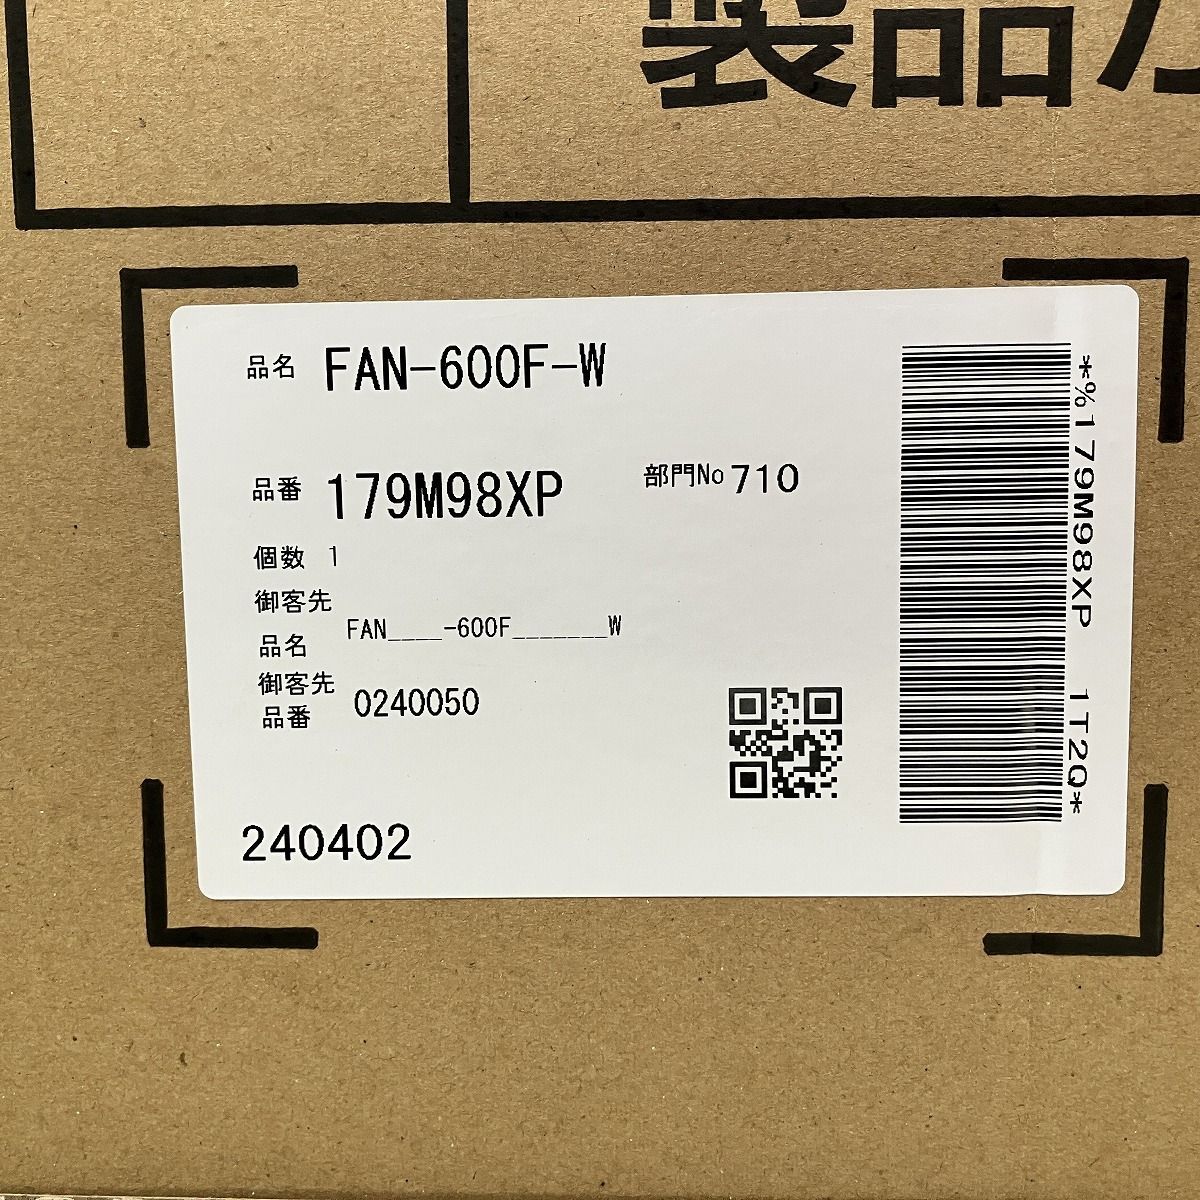 製品
品名 FAN-600F-W
品番 179M98XP 部門No 710
個数 1
御客先
品名 FAN____-600F_______W
御客先
品番 0240050
240402
*%179M98XP 1T2Q*